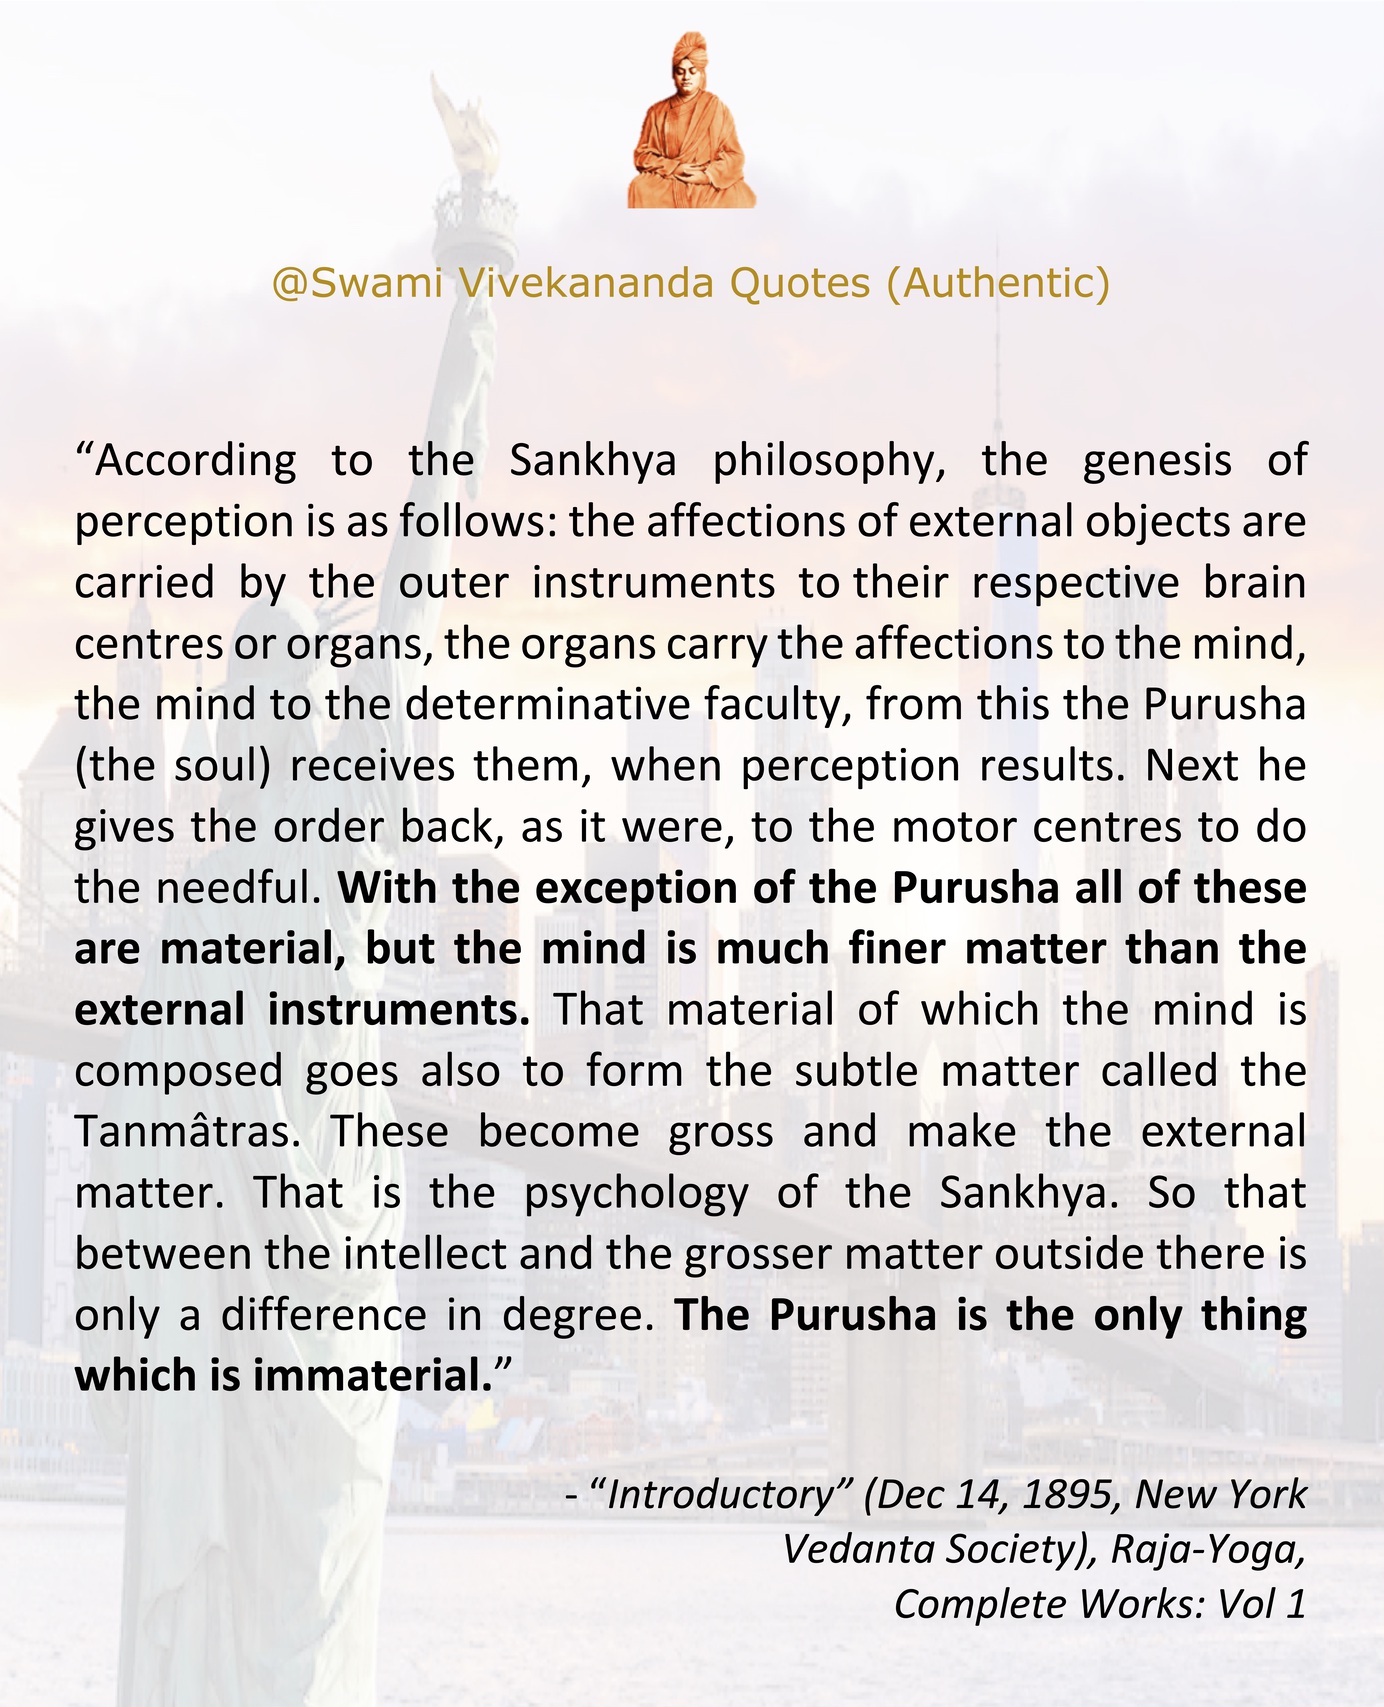 @Swami Vivekananda Quotes (Authentic)
“According to the Sankhya philosophy, the genesis of
perception is as follows: the affections of external objects are
carried by the outer instruments to their respective brain
centres or organs, the organs carry the affections to the mind,
the mind to the determinative faculty, from this the Purusha
(the soul) receives them, when perception results. Next he
gives the order back, as it were, to the motor centres to do
the needful. With the exception of the Purusha all of these
are material, but the mind is much finer matter than the
external instruments. That material of which the mind is
composed goes also to form the subtle matter called the
Tanmâtras. These become gross and make the external
matter. That is the psychology of the Sankhya. So that
between the intellect and the grosser matter outside there is
only a difference in degree. The Purusha is the only thing
which is immaterial.”
- “Introductory” (Dec 14, 1895, New York
Vedanta Society), Raja-Yoga,
Complete Works: Vol 1